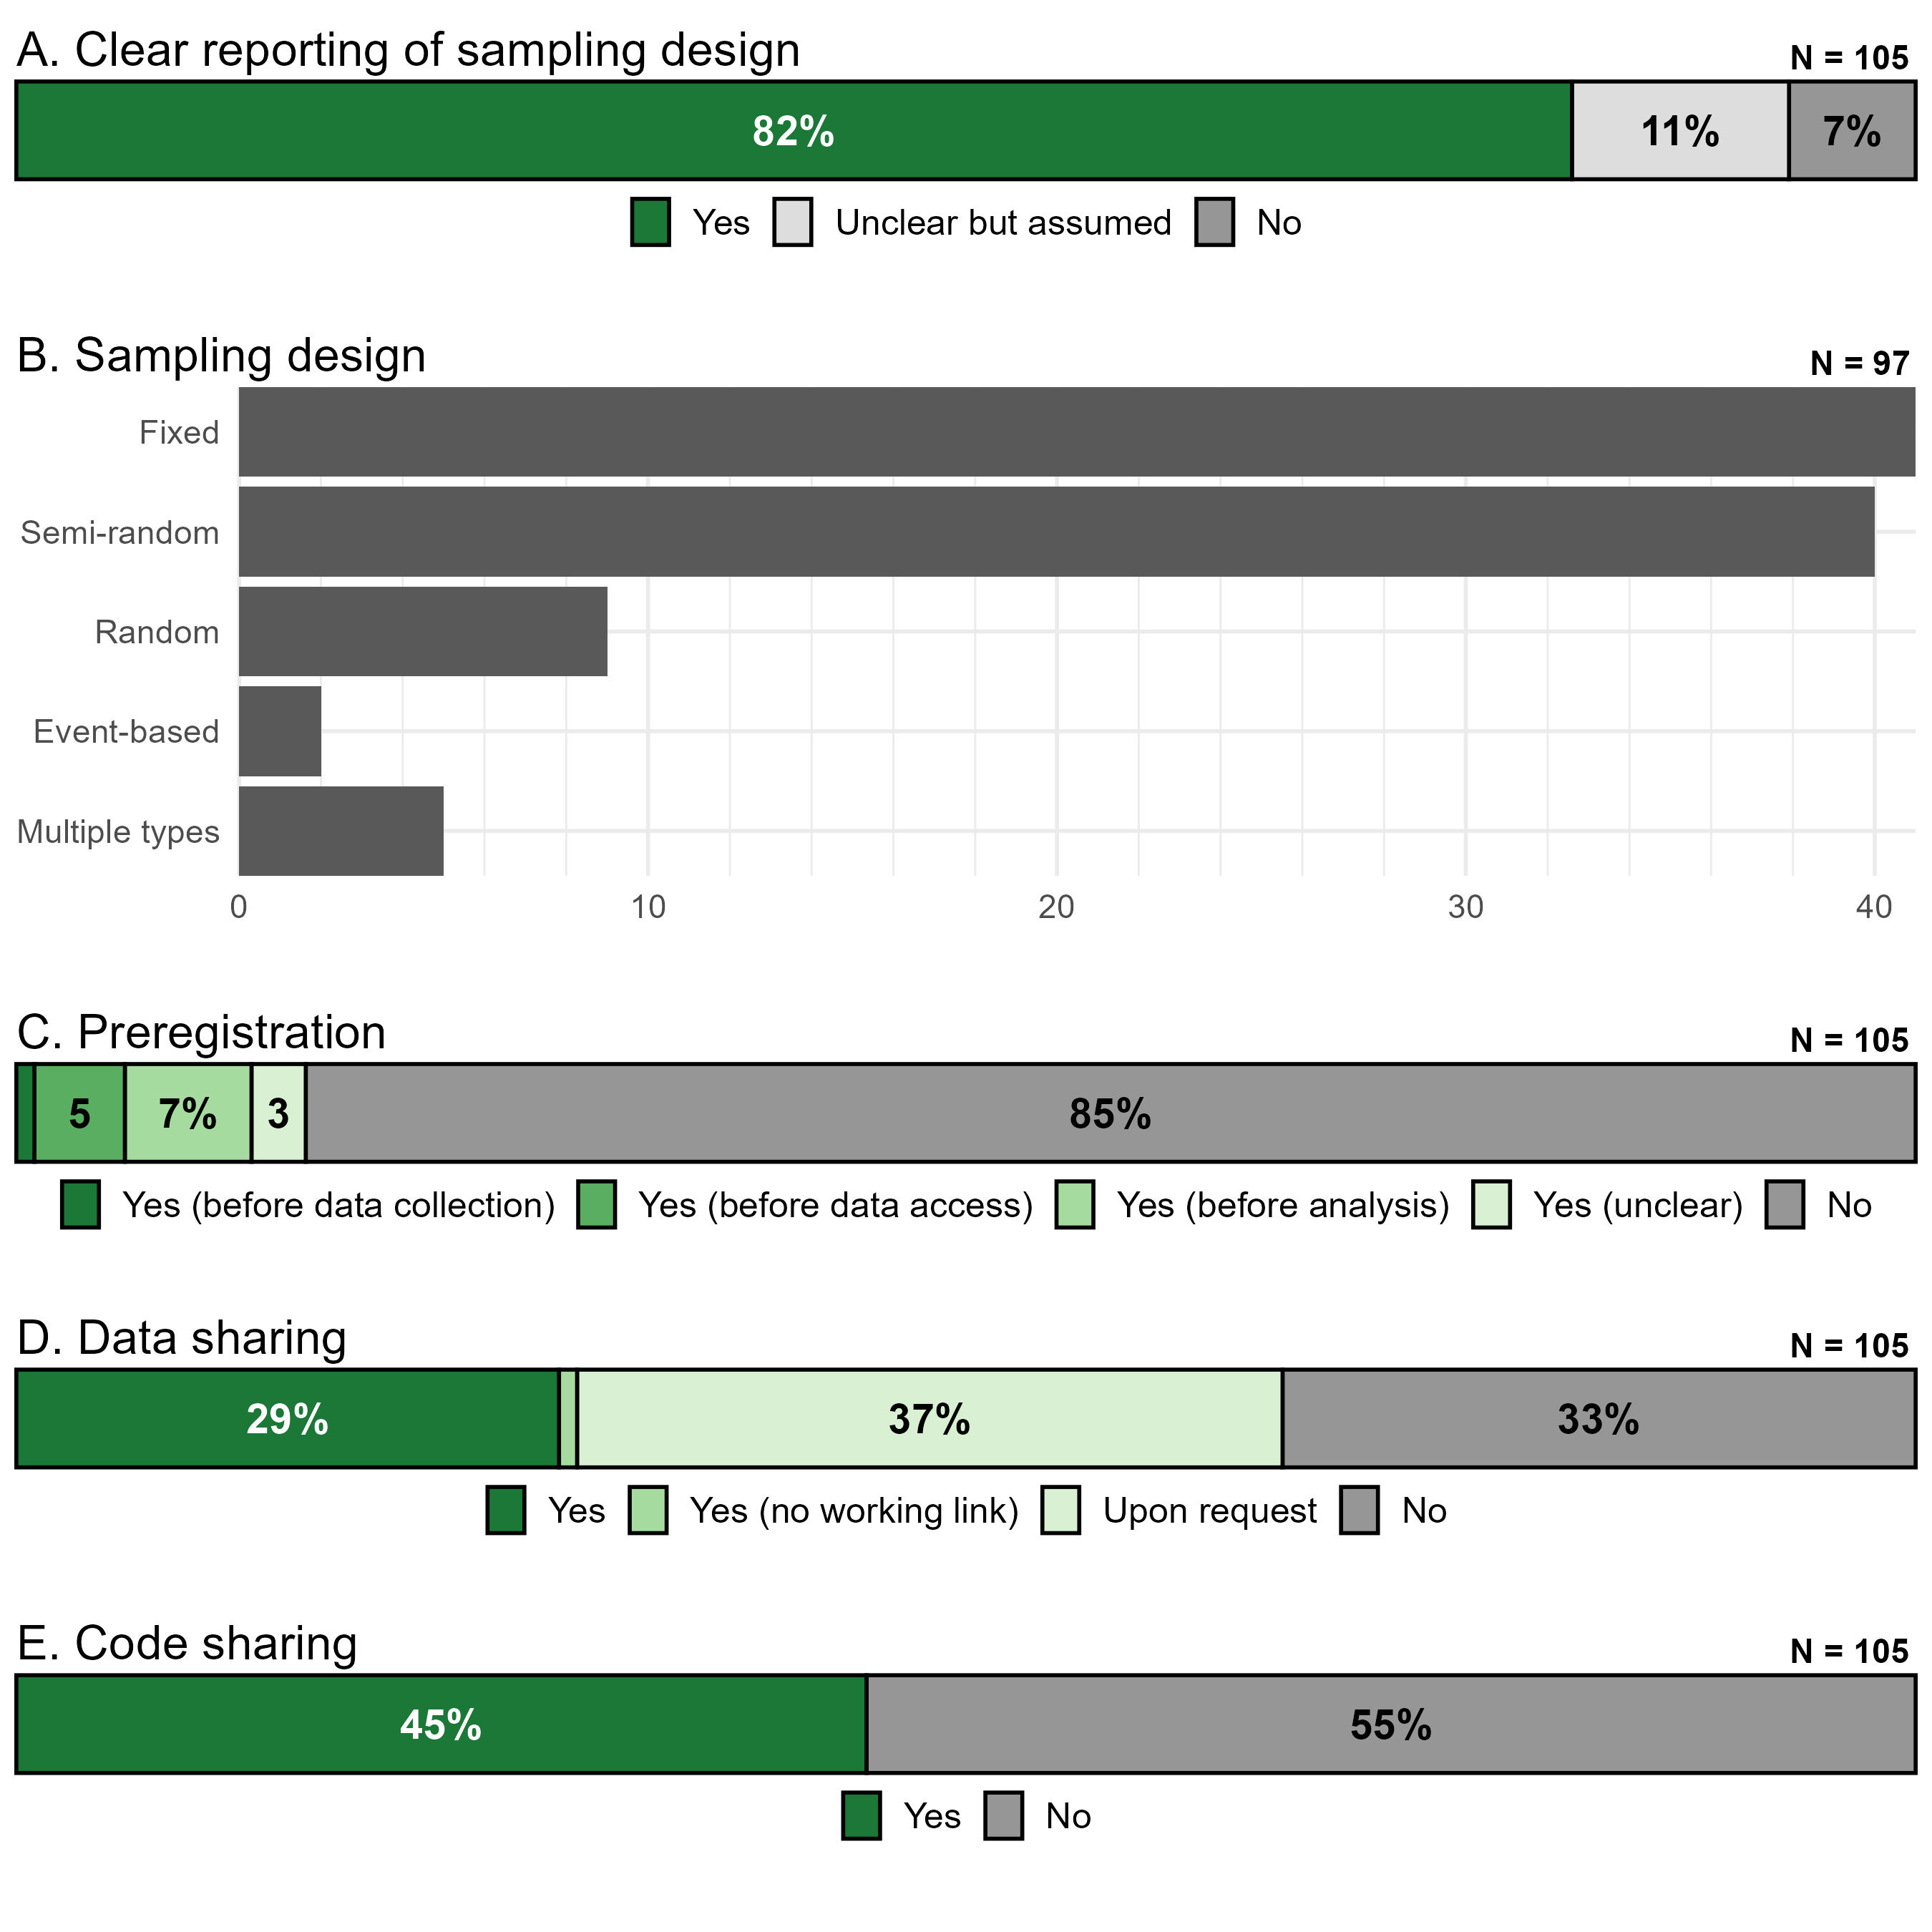 A. Clear reporting of sampling design
N = 105
82% 11% 7%
Yes Unclear but assumed No
B. Sampling design
N = 97
Fixed
Semi-random
Random
Event-based
Multiple types
0 10 20 30 40
C. Preregistration
N = 105
5 7% 3 85%
Yes (before data collection) Yes (before data access) Yes (before analysis) Yes (unclear) No
D. Data sharing
N = 105
29% 37% 33%
Yes Yes (no working link) Upon request No
E. Code sharing
N = 105
45% 55%
Yes No